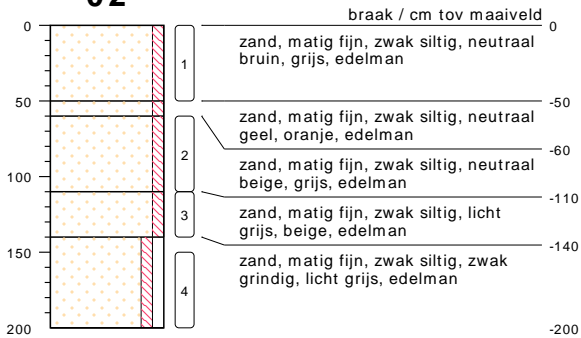 braak / cm tov maaiveld
0
0
zand, matig fijn, zwak siltig, neutraal
bruin, grijs, edelman
1
50
-50
zand, matig fijn, zwak siltig, neutraal
geel, oranje, edelman
-60
2
zand, matig fijn, zwak siltig, neutraal
beige, grijs, edelman
100
-110
3
zand, matig fijn, zwak siltig, licht
grijs, beige, edelman
-140
150
zand, matig fijn, zwak siltig, zwak
grindig, licht grijs, edelman
4
200
-200